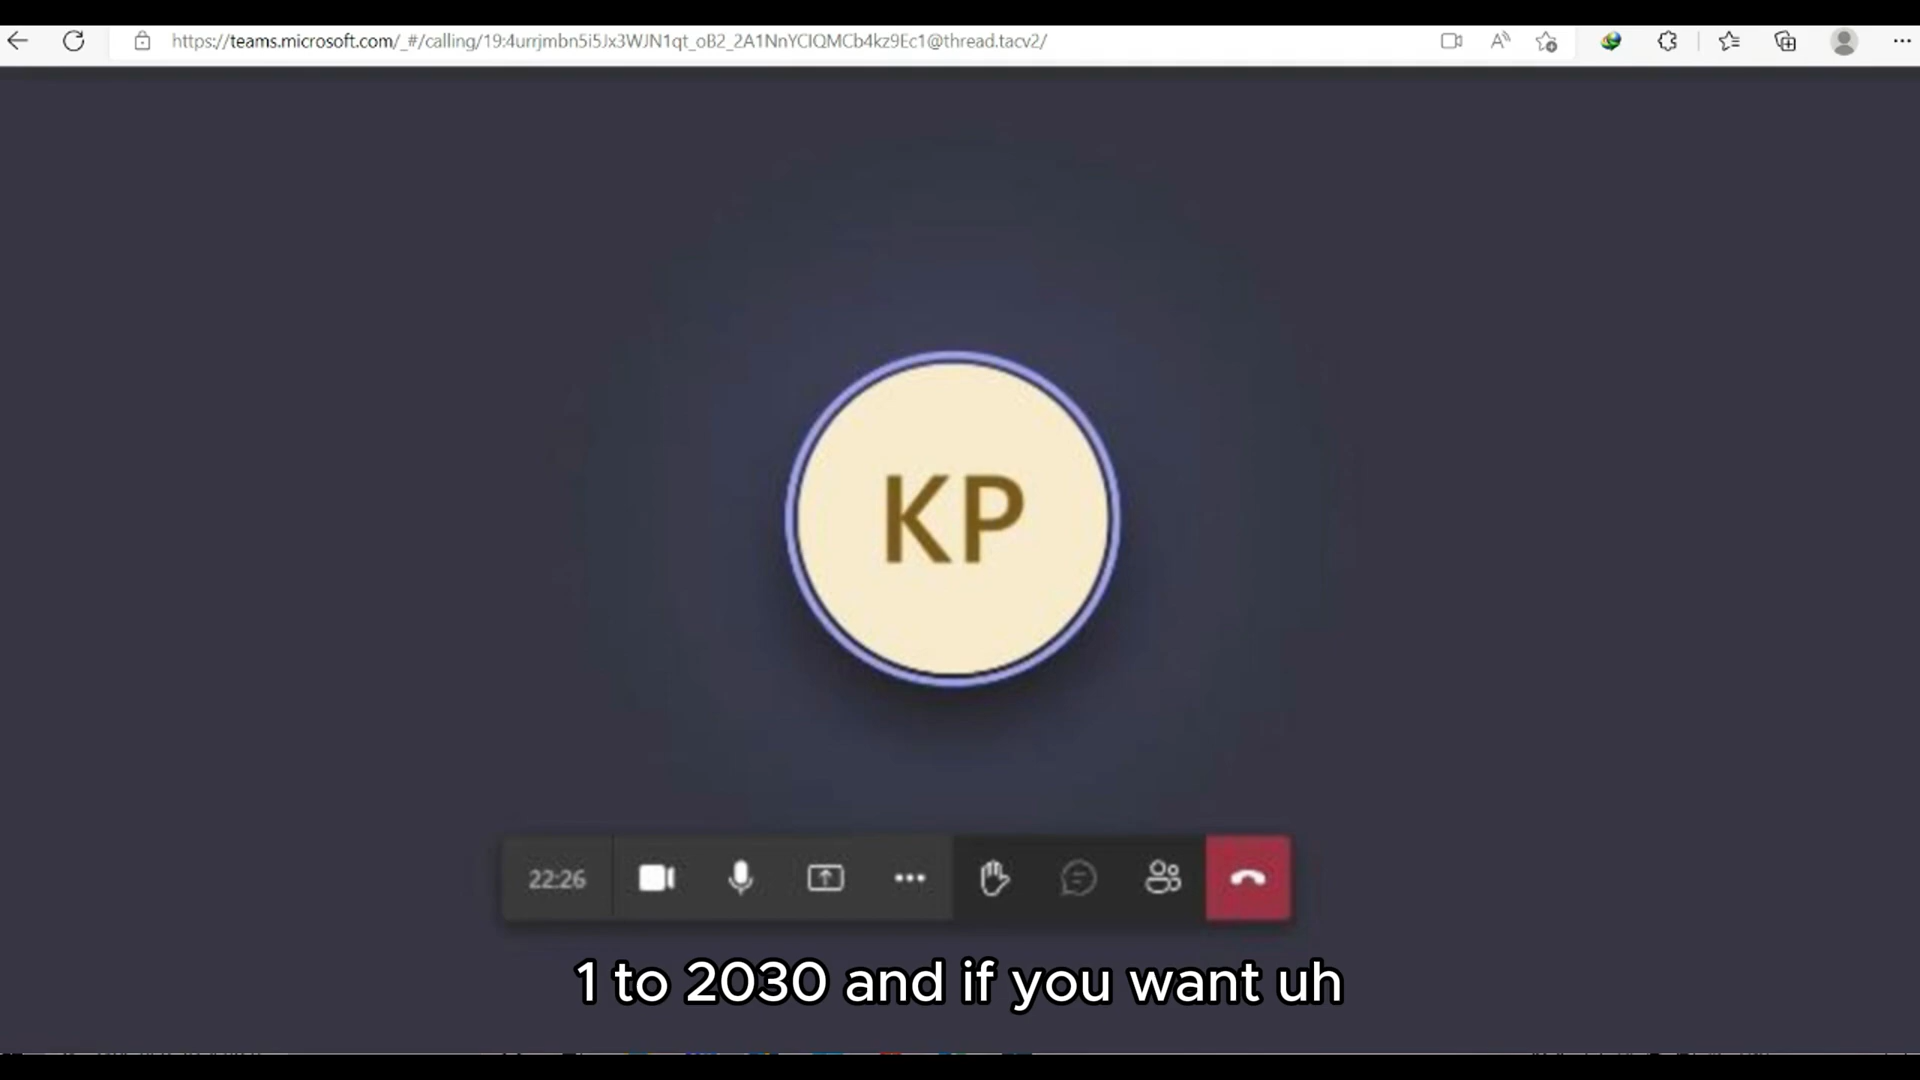 https://teams.microsoft.com/_#/calling/19:4urrjmbn5i5Jx3WJN1qt_oB2_2A1NnYCIQMCb4kz9Ec1@thread.tacv2/
KP
22:26
1 to 2030 and if you want uh